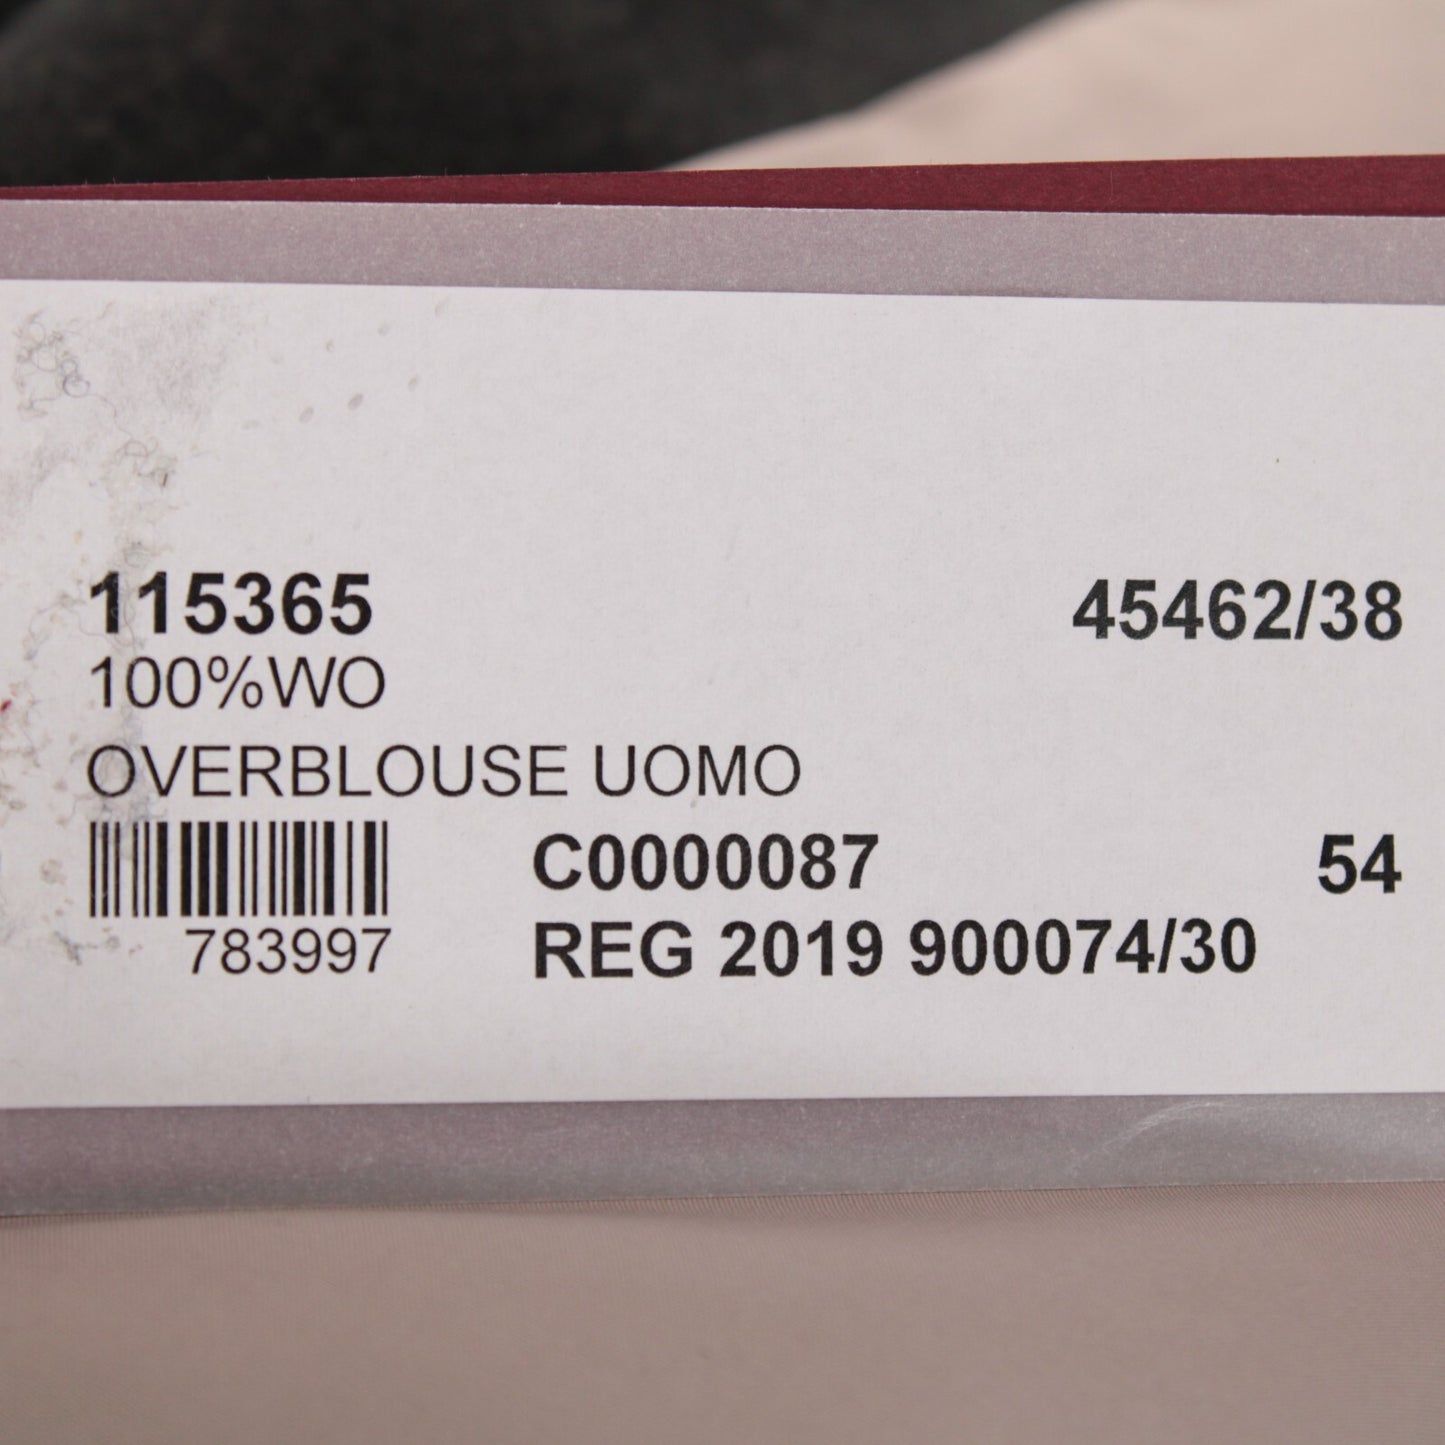 115365 45462/38
100%WO
OVERBLOUSE UOMO
C0000087 54
783997 REG 2019 900074/30